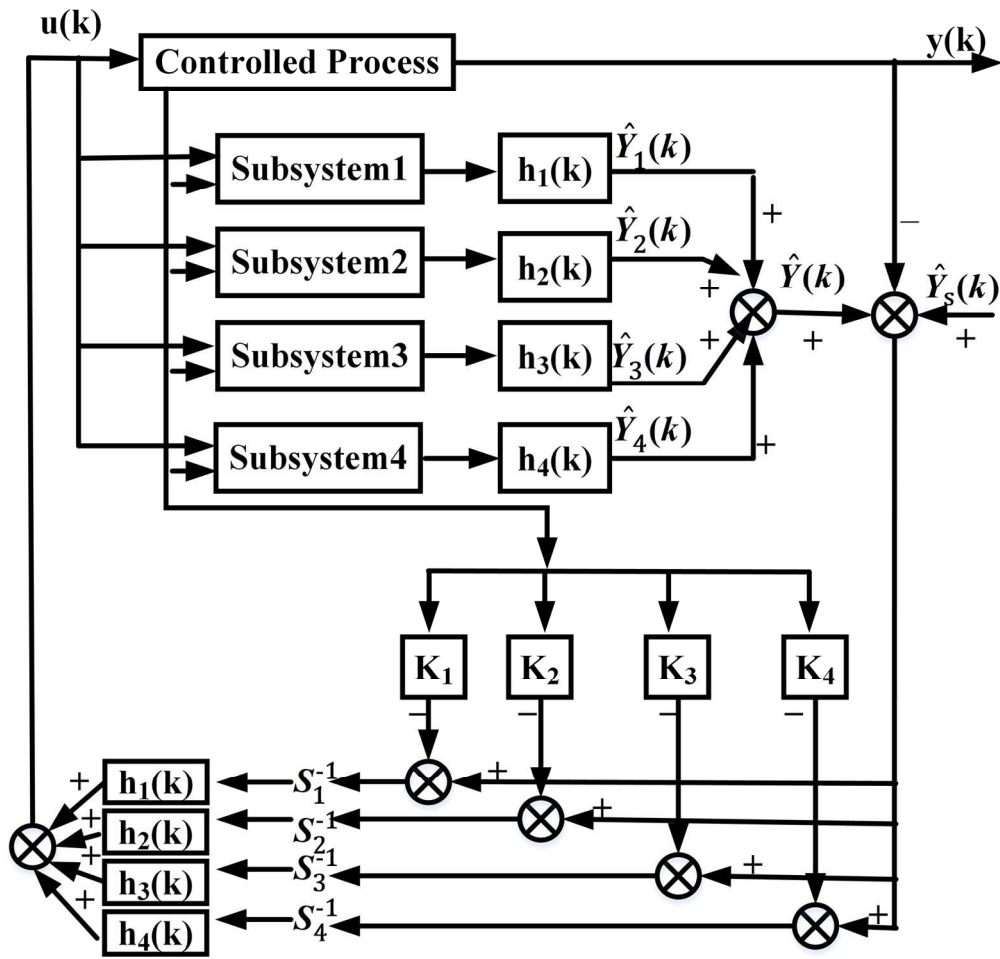 u(k)
Controlled Process
y(k)
Subsystem1
h₁(k)
Ŷ₁(k)
+
−
Subsystem2
h₂(k)
Ŷ₂(k)
+
Ŷ(k)
+
Ŷₛ(k)
+
Subsystem3
h₃(k)
Ŷ₃(k)
+
Subsystem4
h₄(k)
Ŷ₄(k)
+
K₁
K₂
K₃
K₄
−
−
−
−
+
h₁(k)
S₁⁻¹
+
+
h₂(k)
S₂⁻¹
+
+
h₃(k)
S₃⁻¹
+
+
h₄(k)
S₄⁻¹
+